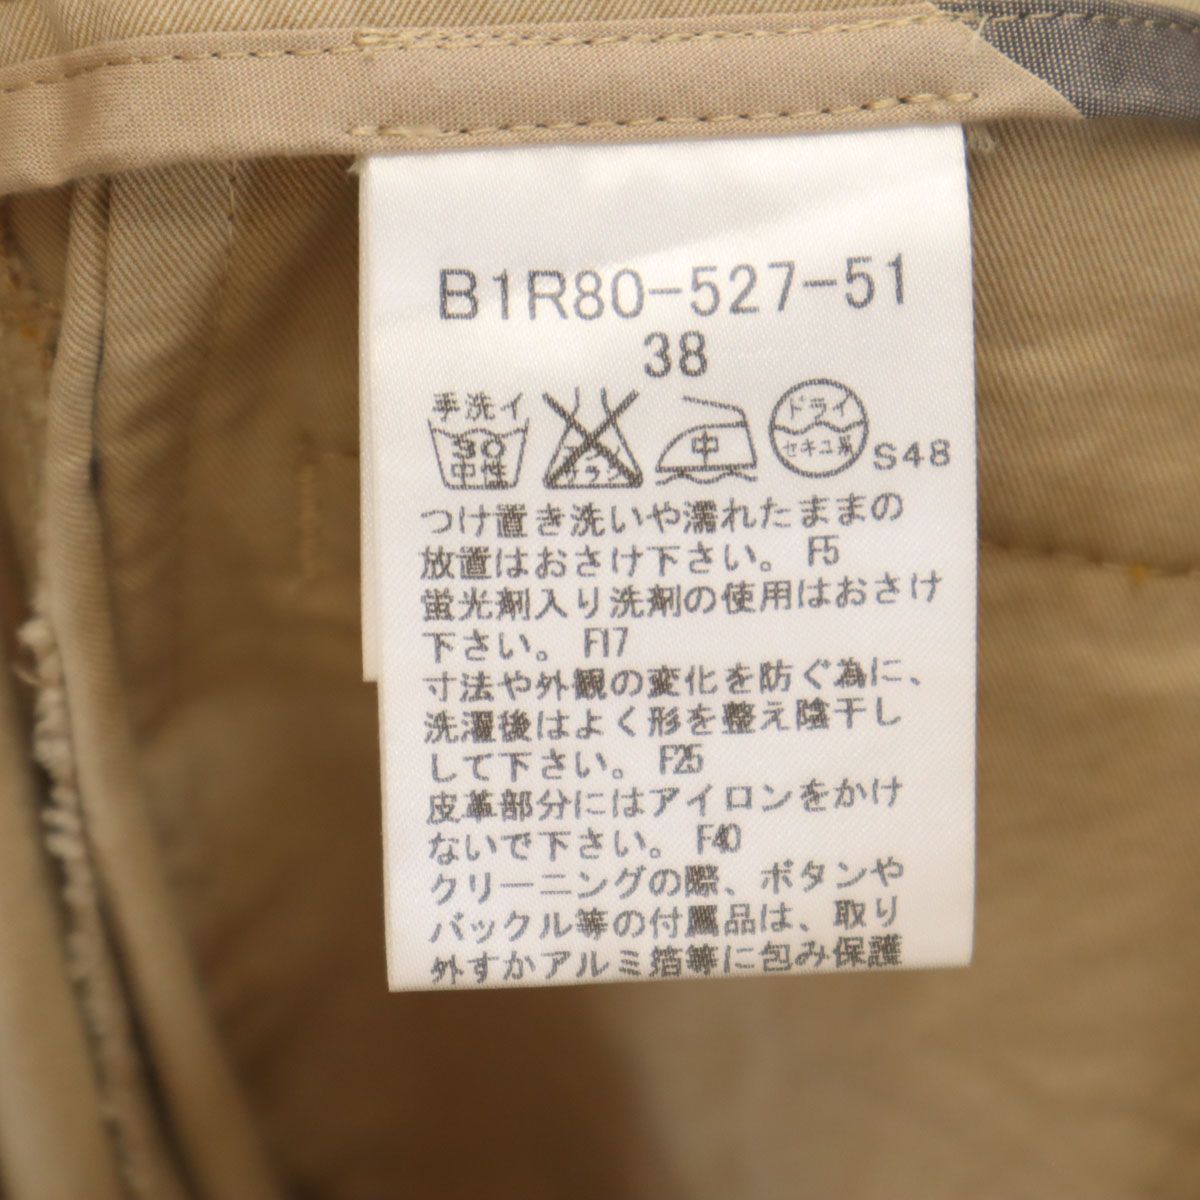 B1R80-527-51
38
手洗イ
30
中性
エンソ
サラシ
中
ドライ
セキユ系
S48
つけ置き洗いや濡れたままの
放置はおさけ下さい。 F5
蛍光剤入り洗剤の使用はおさけ
下さい。 F17
寸法や外観の変化を防ぐ為に、
洗濯後はよく形を整え陰干し
して下さい。 F25
皮革部分にはアイロンをかけ
ないで下さい。 F40
クリーニングの際、ボタンや
バックル等の付属品は、取り
外すかアルミ箔等に包み保護